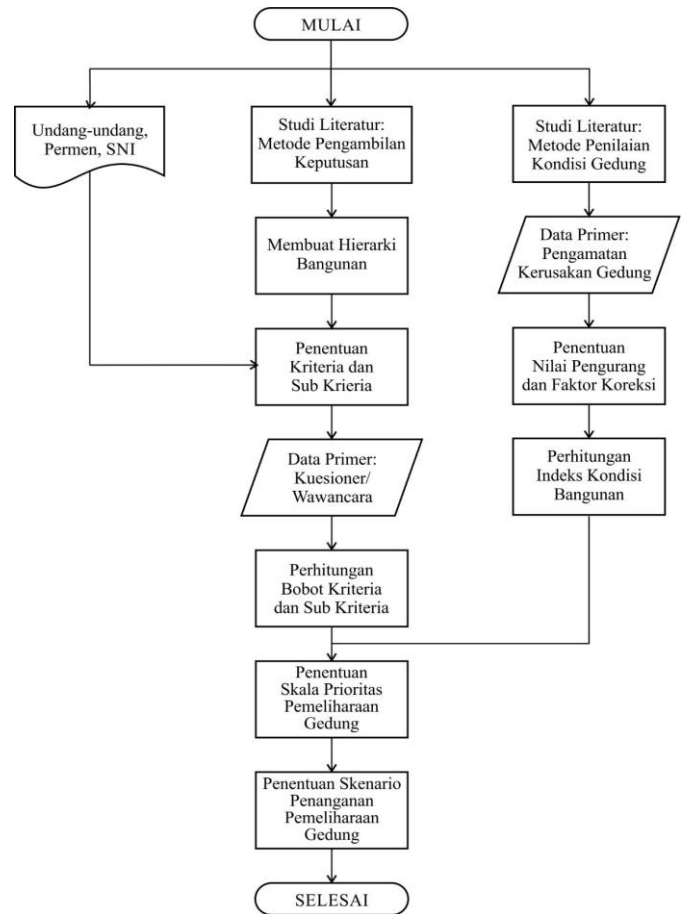 MULAI
Undang-undang,
Permen, SNI
Studi Literatur:
Metode Pengambilan
Keputusan
Studi Literatur:
Metode Penilaian
Kondisi Gedung
Membuat Hierarki
Bangunan
Data Primer:
Pengamatan
Kerusakan Gedung
Penentuan
Kriteria dan
Sub Krieria
Penentuan
Nilai Pengurang
dan Faktor Koreksi
Data Primer:
Kuesioner/
Wawancara
Perhitungan
Indeks Kondisi
Bangunan
Perhitungan
Bobot Kriteria
dan Sub Kriteria
Penentuan
Skala Prioritas
Pemeliharaan
Gedung
Penentuan Skenario
Penanganan
Pemeliharaan
Gedung
SELESAI